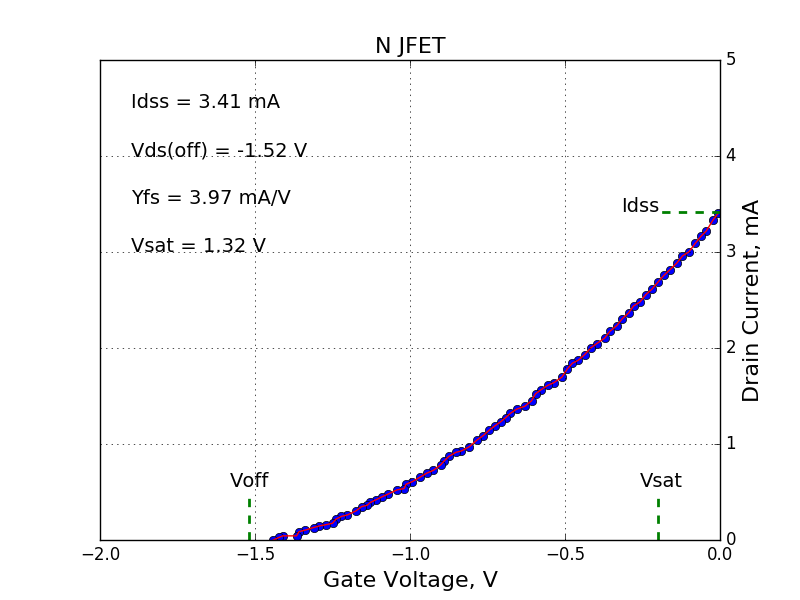 N JFET
Idss = 3.41 mA
Vds(off) = -1.52 V
Yfs = 3.97 mA/V
Vsat = 1.32 V
Idss
Voff
Vsat
5
4
3
2
1
0
Drain Current, mA
−2.0
−1.5
−1.0
−0.5
0.0
Gate Voltage, V